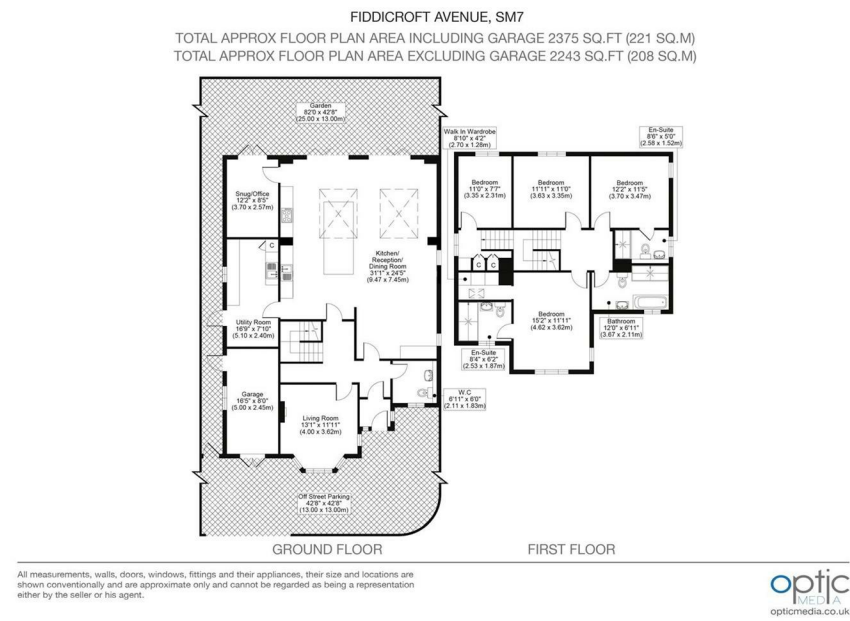 FIDDICROFT AVENUE, SM7
TOTAL APPROX FLOOR PLAN AREA INCLUDING GARAGE 2375 SQ.FT (221 SQ.M)
TOTAL APPROX FLOOR PLAN AREA EXCLUDING GARAGE 2243 SQ.FT (208 SQ.M)
Garden
82'0 x 42'8"
(25.00 x 13.00m)
Snug/Office
12'2" x 8'5"
(3.70 x 2.57m)
C
Kitchen/
Reception/
Dining Room
31'1" x 24'5"
(9.47 x 7.45m)
Utility Room
16'9" x 7'10"
(5.10 x 2.40m)
Garage
16'5" x 8'0"
(5.00 x 2.45m)
Living Room
13'1" x 11'11"
(4.00 x 3.62m)
W.C
6'11" x 6'0"
(2.11 x 1.83m)
Off Street Parking
42'8" x 42'8"
(13.00 x 13.00m)
GROUND FLOOR
Walk In Wardrobe
8'10" x 4'2"
(2.70 x 1.28m)
En-Suite
8'6" x 5'0"
(2.58 x 1.52m)
Bedroom
11'0" x 7'7"
(3.35 x 2.31m)
Bedroom
11'11" x 11'0"
(3.63 x 3.35m)
Bedroom
12'2" x 11'5"
(3.70 x 3.47m)
C C
Bedroom
15'2" x 11'11"
(4.62 x 3.62m)
Bathroom
12'0" x 6'11"
(3.67 x 2.11m)
En-Suite
8'4" x 6'2"
(2.53 x 1.87m)
FIRST FLOOR
All measurements, walls, doors, windows, fittings and their appliances, their size and locations are
shown conventionally and are approximate only and cannot be regarded as being a representation
either by the seller or his agent.
optic
MEDIA
opticmedia.co.uk